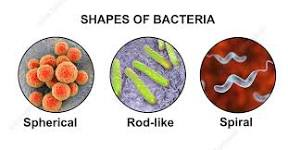 SHAPES OF BACTERIA
Spherical
Rod-like
Spiral